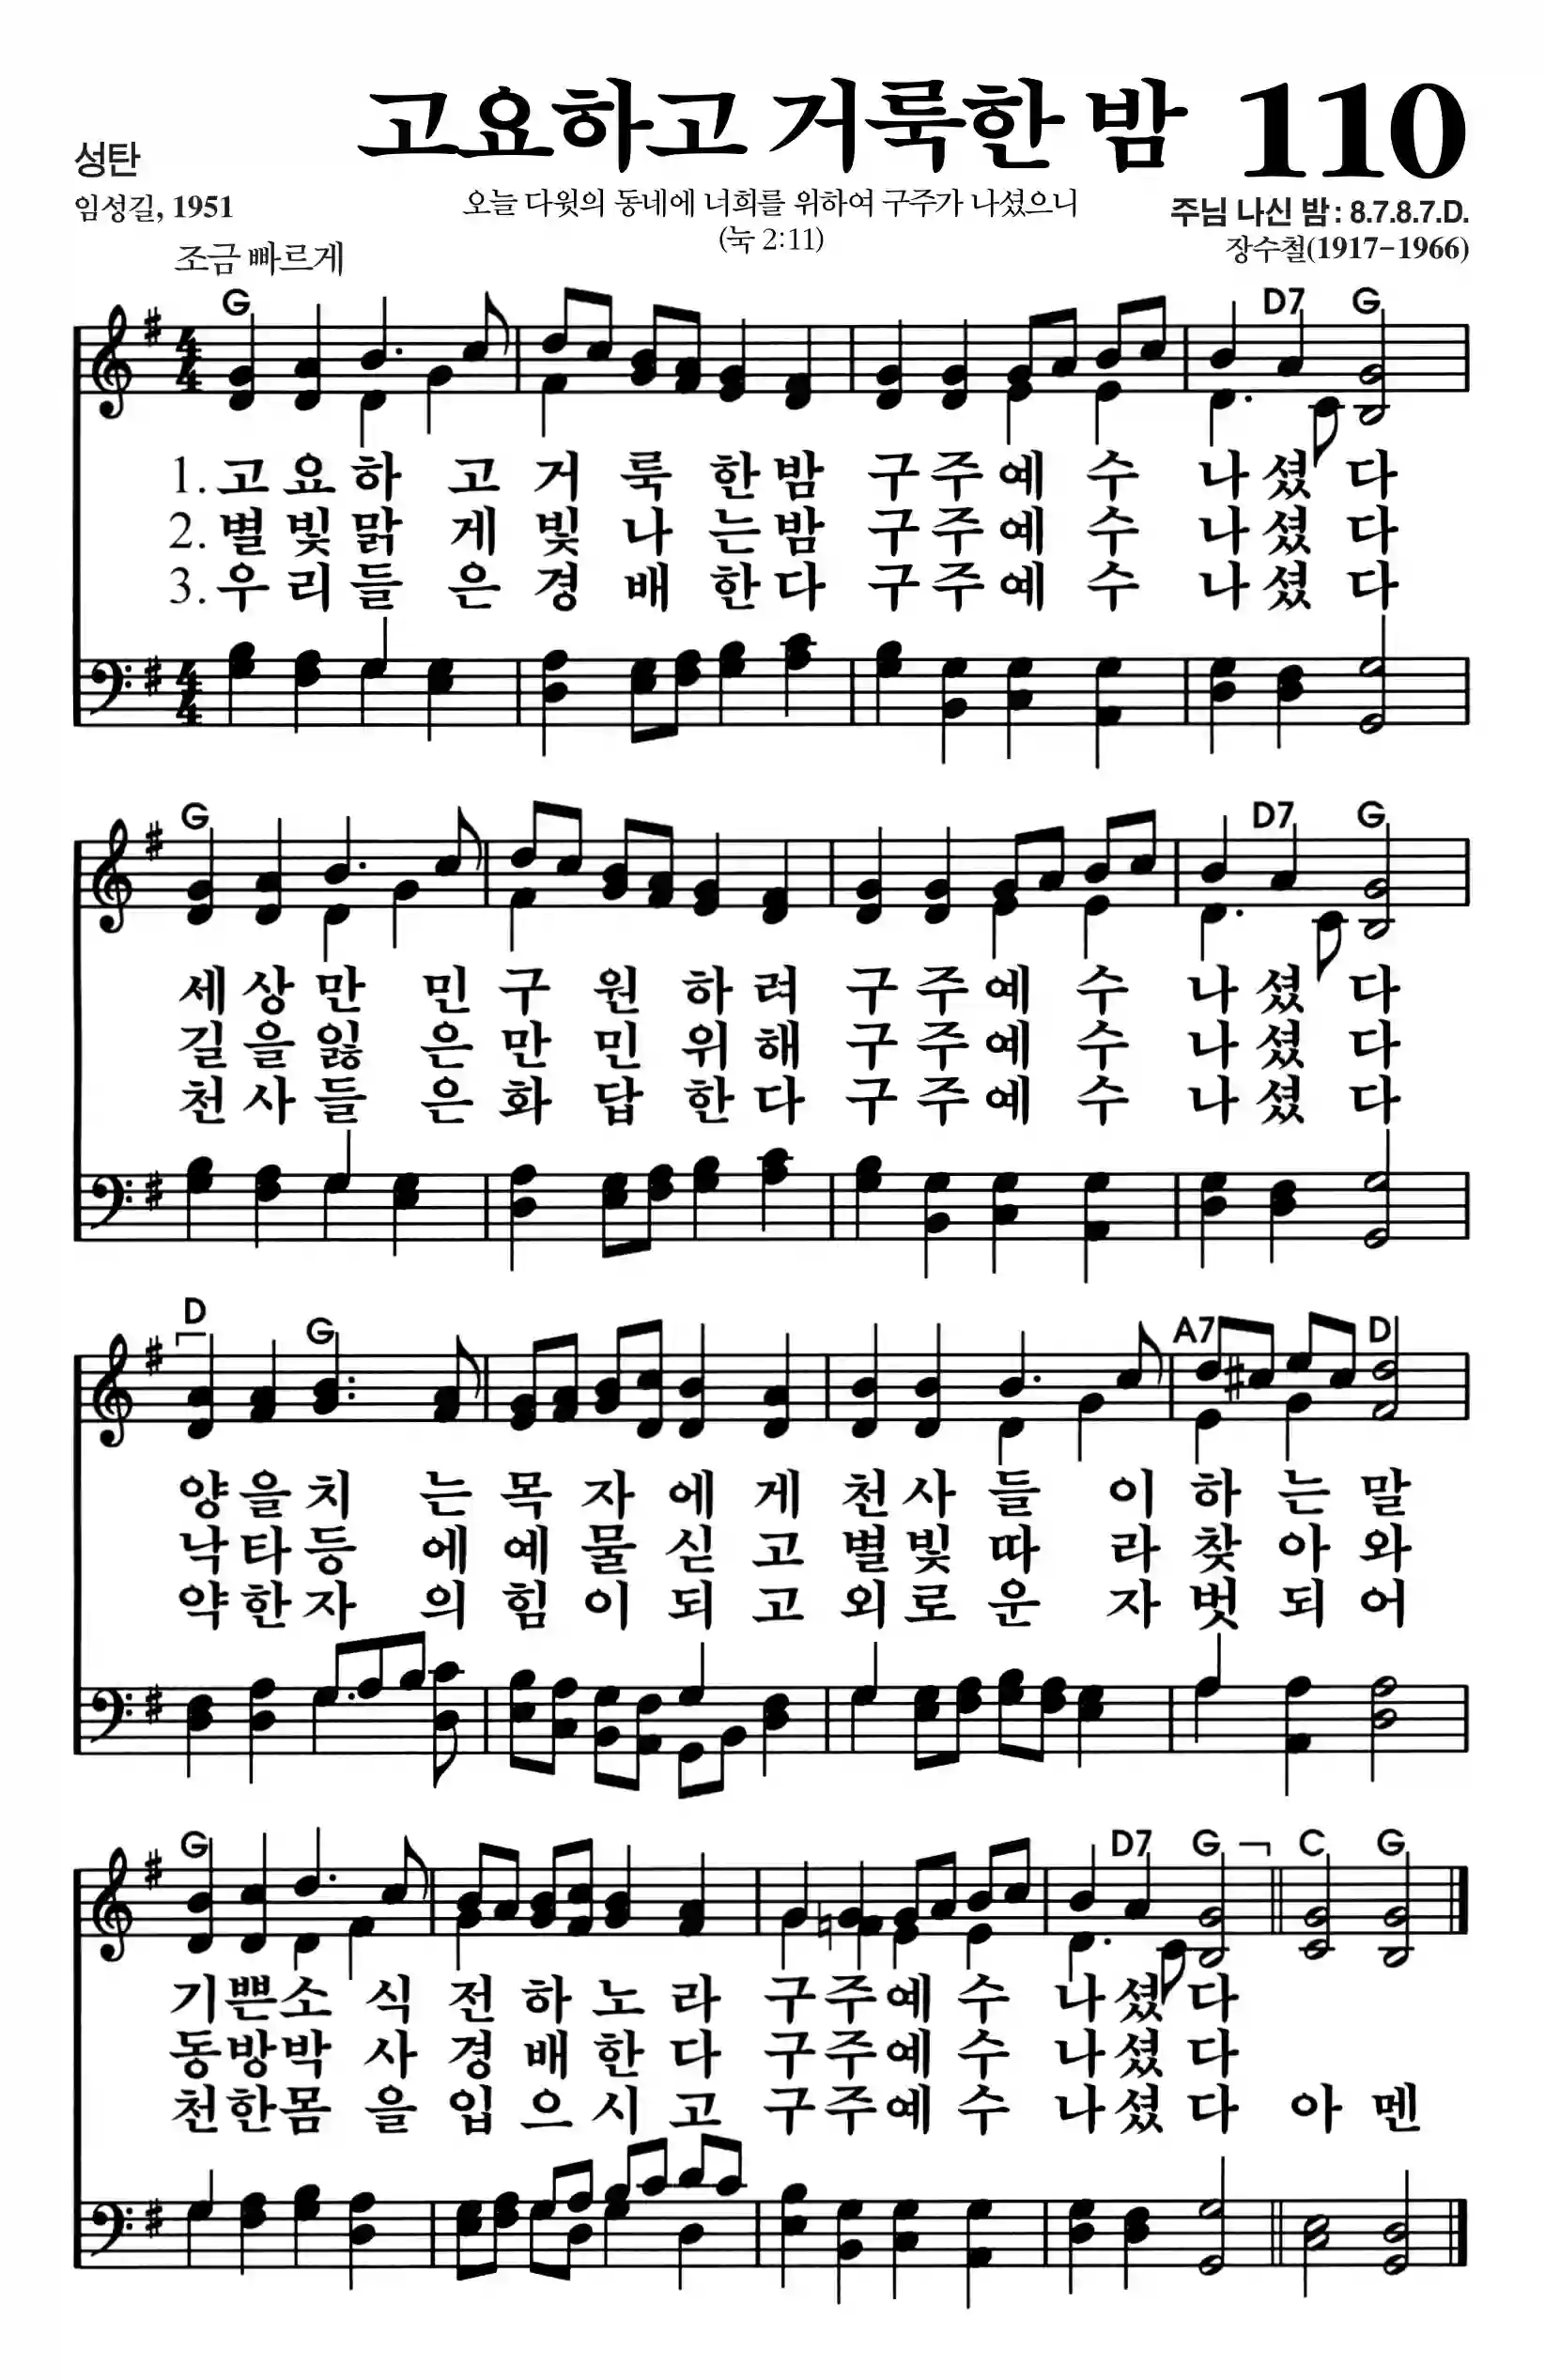 고요하고 거룩한 밤 110
성탄
임성길, 1951
오늘 다윗의 동네에 너희를 위하여 구주가 나셨으니
(눅 2:11)
주님 나신 밤 : 8.7.8.7.D.
장수철(1917-1966)
조금 빠르게
G D7 G
1. 고요하 고 거 룩 한밤 구주예 수 나셨다
2. 별빛맑 게 빛 나 는밤 구주예 수 나셨다
3. 우리들 은 경 배 한다 구주예 수 나셨다
G D7 G
세상만 민 구 원 하려 구주예 수 나셨다
길을잃 은 만 민 위해 구주예 수 나셨다
천사들 은 화 답 한다 구주예 수 나셨다
D G A7 D
양을치 는 목 자 에 게 천사들 이 하 는 말
낙타등 에 예 물 싣 고 별빛따 라 찾 아 와
약한자 의 힘 이 되 고 외로운 자 벗 되 어
G D7 G C G
기쁜소 식 전 하 노 라 구주예 수 나셨다
동방박 사 경 배 한 다 구주예 수 나셨다
천한몸 을 입 으 시 고 구주예 수 나셨다 아 멘